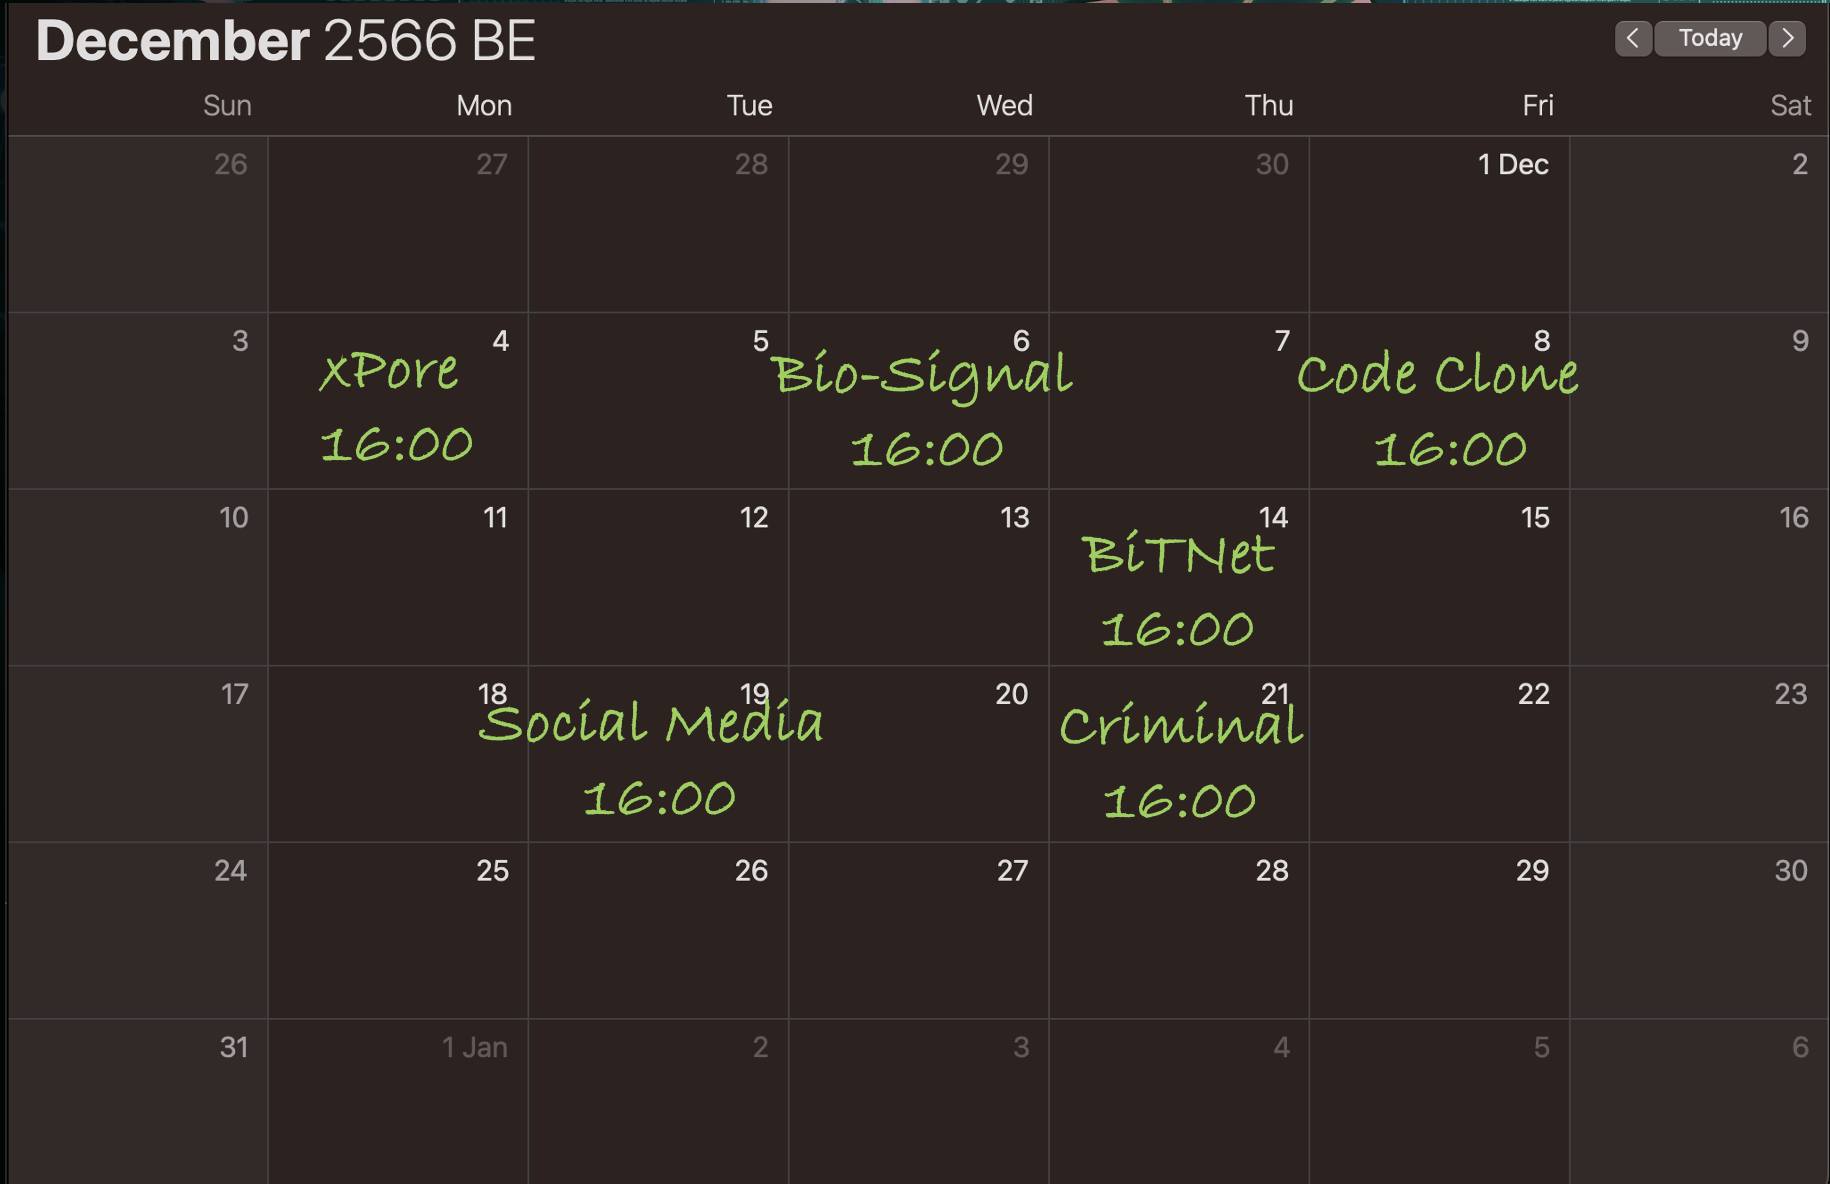 December 2566 BE
Today
Sun Mon Tue Wed Thu Fri Sat
26 27 28 29 30 1 Dec 2
3 4 5 6 7 8 9
xPore Bio-Signal Code Clone
16:00 16:00 16:00
10 11 12 13 14 15 16
BiTNet
16:00
17 18 19 20 21 22 23
Social Media Criminal
16:00 16:00
24 25 26 27 28 29 30
31 1 Jan 2 3 4 5 6